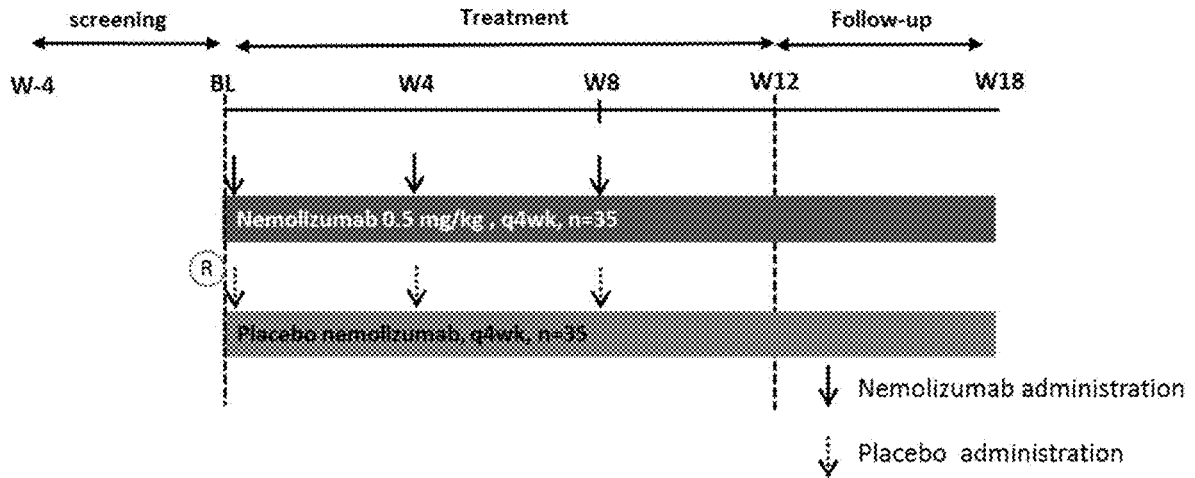 screening Treatment Follow-up
W-4 BL W4 W8 W12 W18
Nemolizumab 0.5 mg/kg , q4wk, n=35
R
Placebo nemolizumab, q4wk, n=35
Nemolizumab administration
Placebo administration